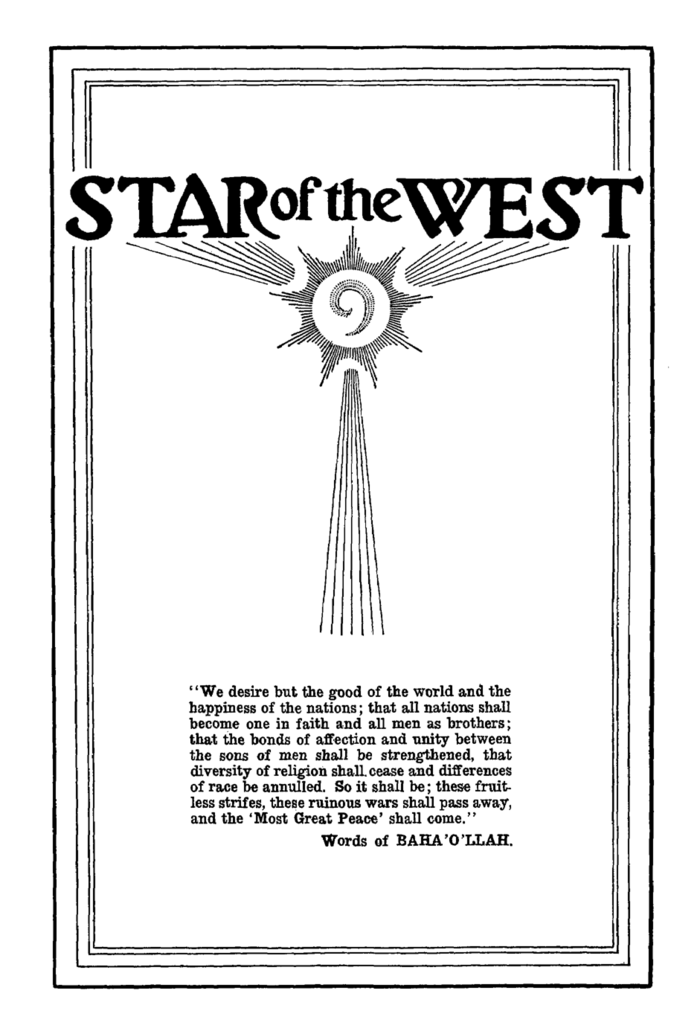 STAR of the WEST
9
"We desire but the good of the world and the
happiness of the nations; that all nations shall
become one in faith and all men as brothers;
that the bonds of affection and unity between
the sons of men shall be strengthened, that
diversity of religion shall cease and differences
of race be annulled. So it shall be; these fruit-
less strifes, these ruinous wars shall pass away,
and the 'Most Great Peace' shall come."
Words of BAHA'O'LLAH.